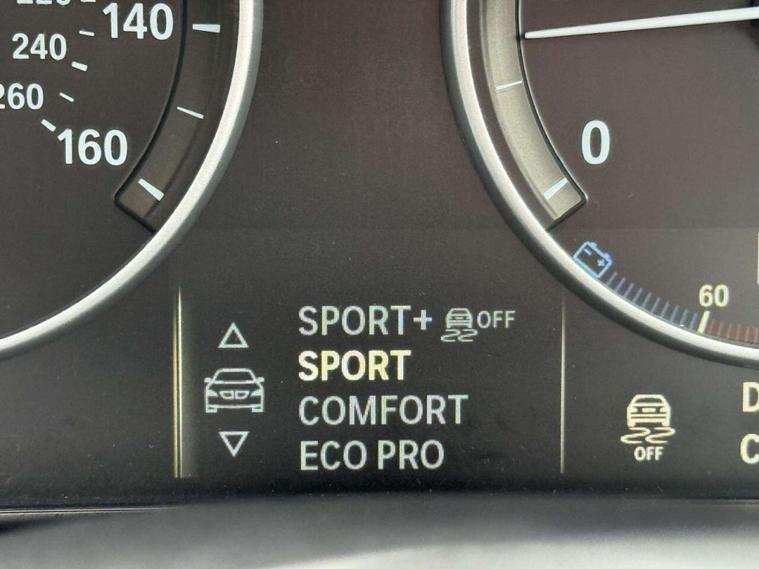 220
140
240
260
160
0
60
SPORT+ OFF
SPORT
COMFORT
ECO PRO
OFF